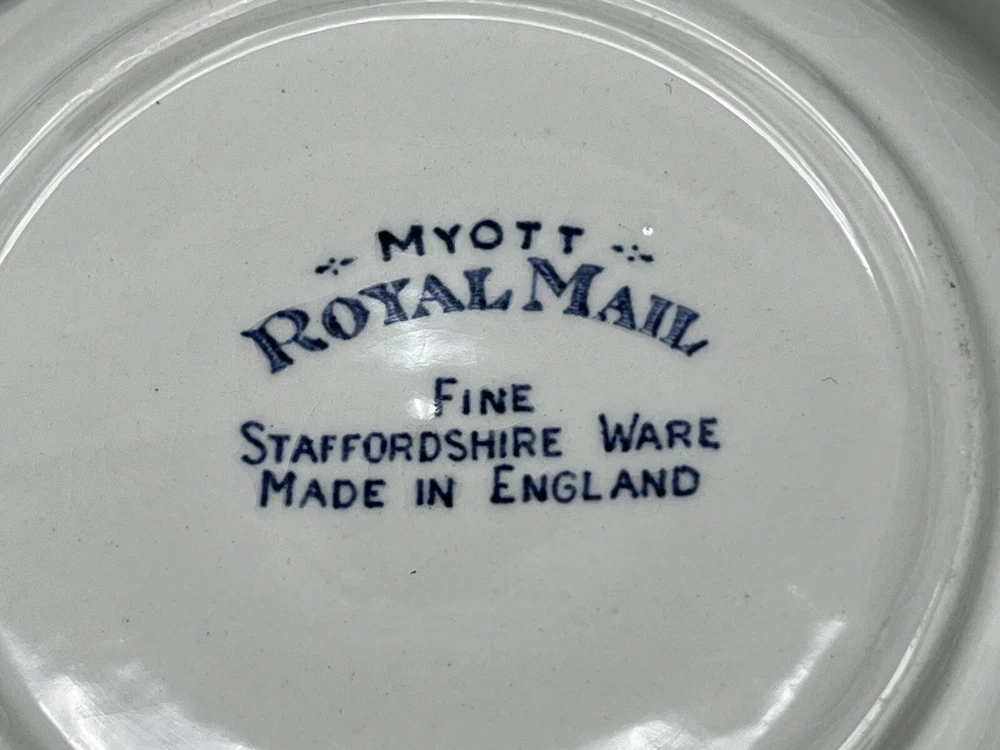 MYOTT
ROYAL MAIL
FINE
STAFFORDSHIRE WARE
MADE IN ENGLAND